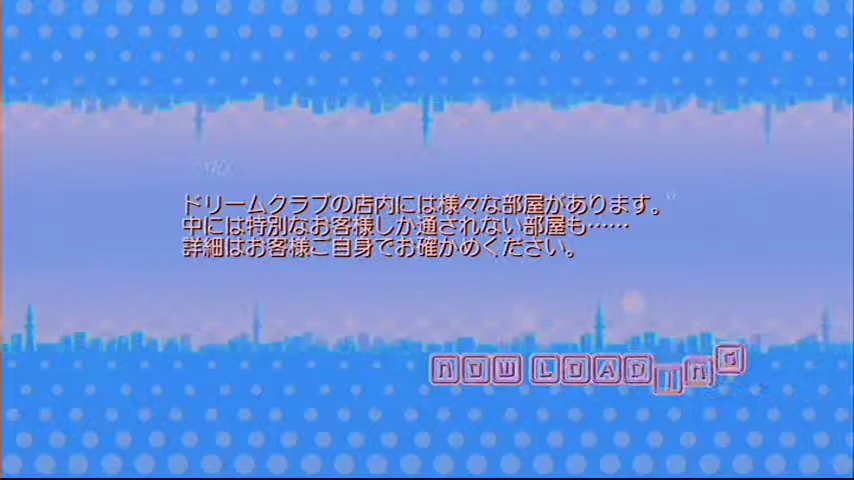 ドリームクラブの店内には様々な部屋があります。
中には特別なお客様しか通されない部屋も……
詳細はお客様ご自身でお確かめください。
NOW LOADING